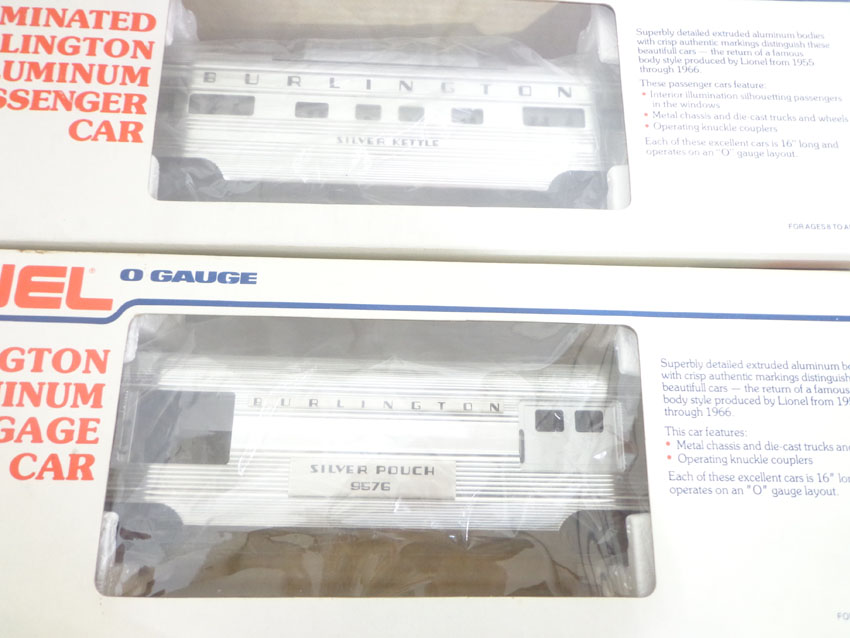 MINATED
LINGTON
UMINUM
SSENGER
CAR
BURLINGTON
SILVER KETTLE
Superbly detailed extruded aluminum bodies
with crisp authentic markings distinguish these
beautifull cars — the return of a famous
body style produced by Lionel from 1955
through 1966.
These passenger cars feature:
• Interior illumination silhouetting passengers
in the windows
• Metal chassis and die-cast trucks and wheels
• Operating knuckle couplers
Each of these excellent cars is 16" long and
operates on an "O" gauge layout.
FOR AGES 8 TO A
NEL O GAUGE
GTON
INUM
GAGE
CAR
BURLINGTON
SILVER POUCH
9576
Superbly detailed extruded aluminum bo
with crisp authentic markings distinguish
beautifull cars — the return of a famous
body style produced by Lionel from 195
through 1966.
This car features:
• Metal chassis and die-cast trucks an
• Operating knuckle couplers
Each of these excellent cars is 16" lon
operates on an "O" gauge layout.
FO